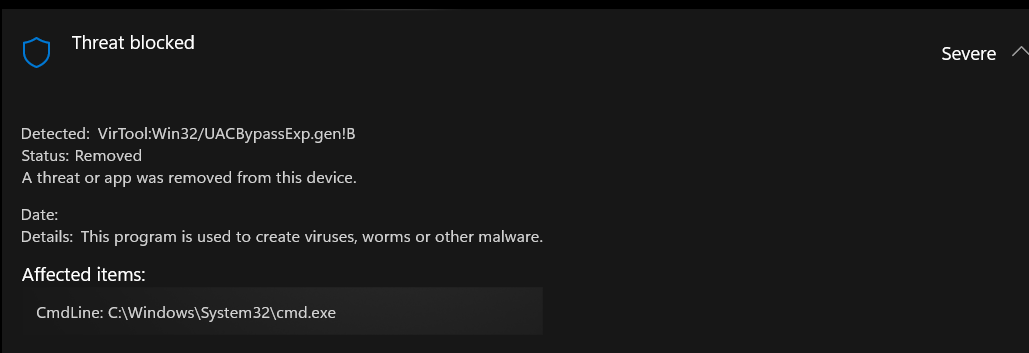 Threat blocked
Severe
Detected: VirTool:Win32/UACBypassExp.gen!B
Status: Removed
A threat or app was removed from this device.
Date:
Details: This program is used to create viruses, worms or other malware.
Affected items:
CmdLine: C:\Windows\System32\cmd.exe